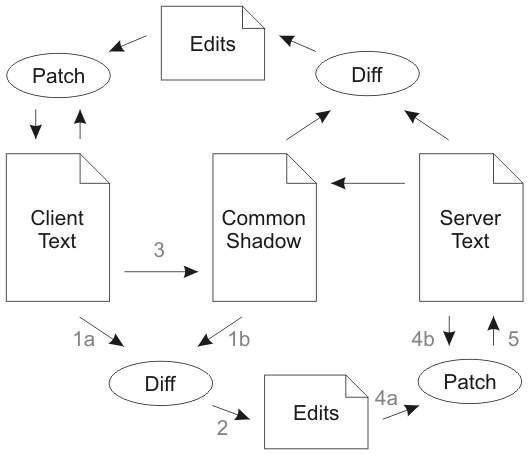 Edits
Patch
Diff
Client
Text
Common
Shadow
Server
Text
3
1a
1b
4b
5
Diff
Patch
2
Edits
4a